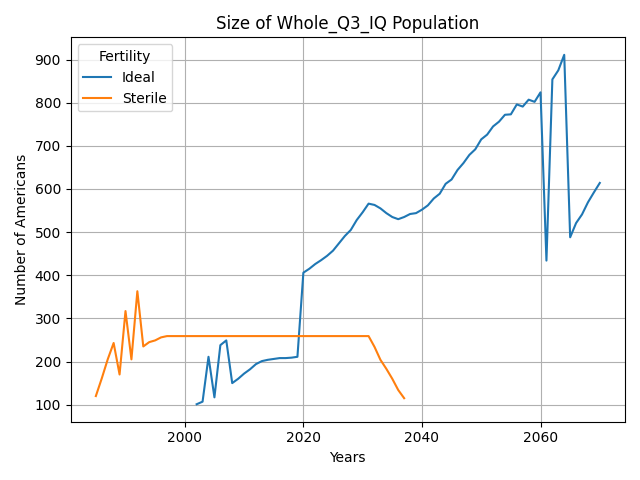 Size of Whole_Q3_IQ Population
Fertility
Ideal
Sterile
Number of Americans
900
800
700
600
500
400
300
200
100
2000 2020 2040 2060
Years